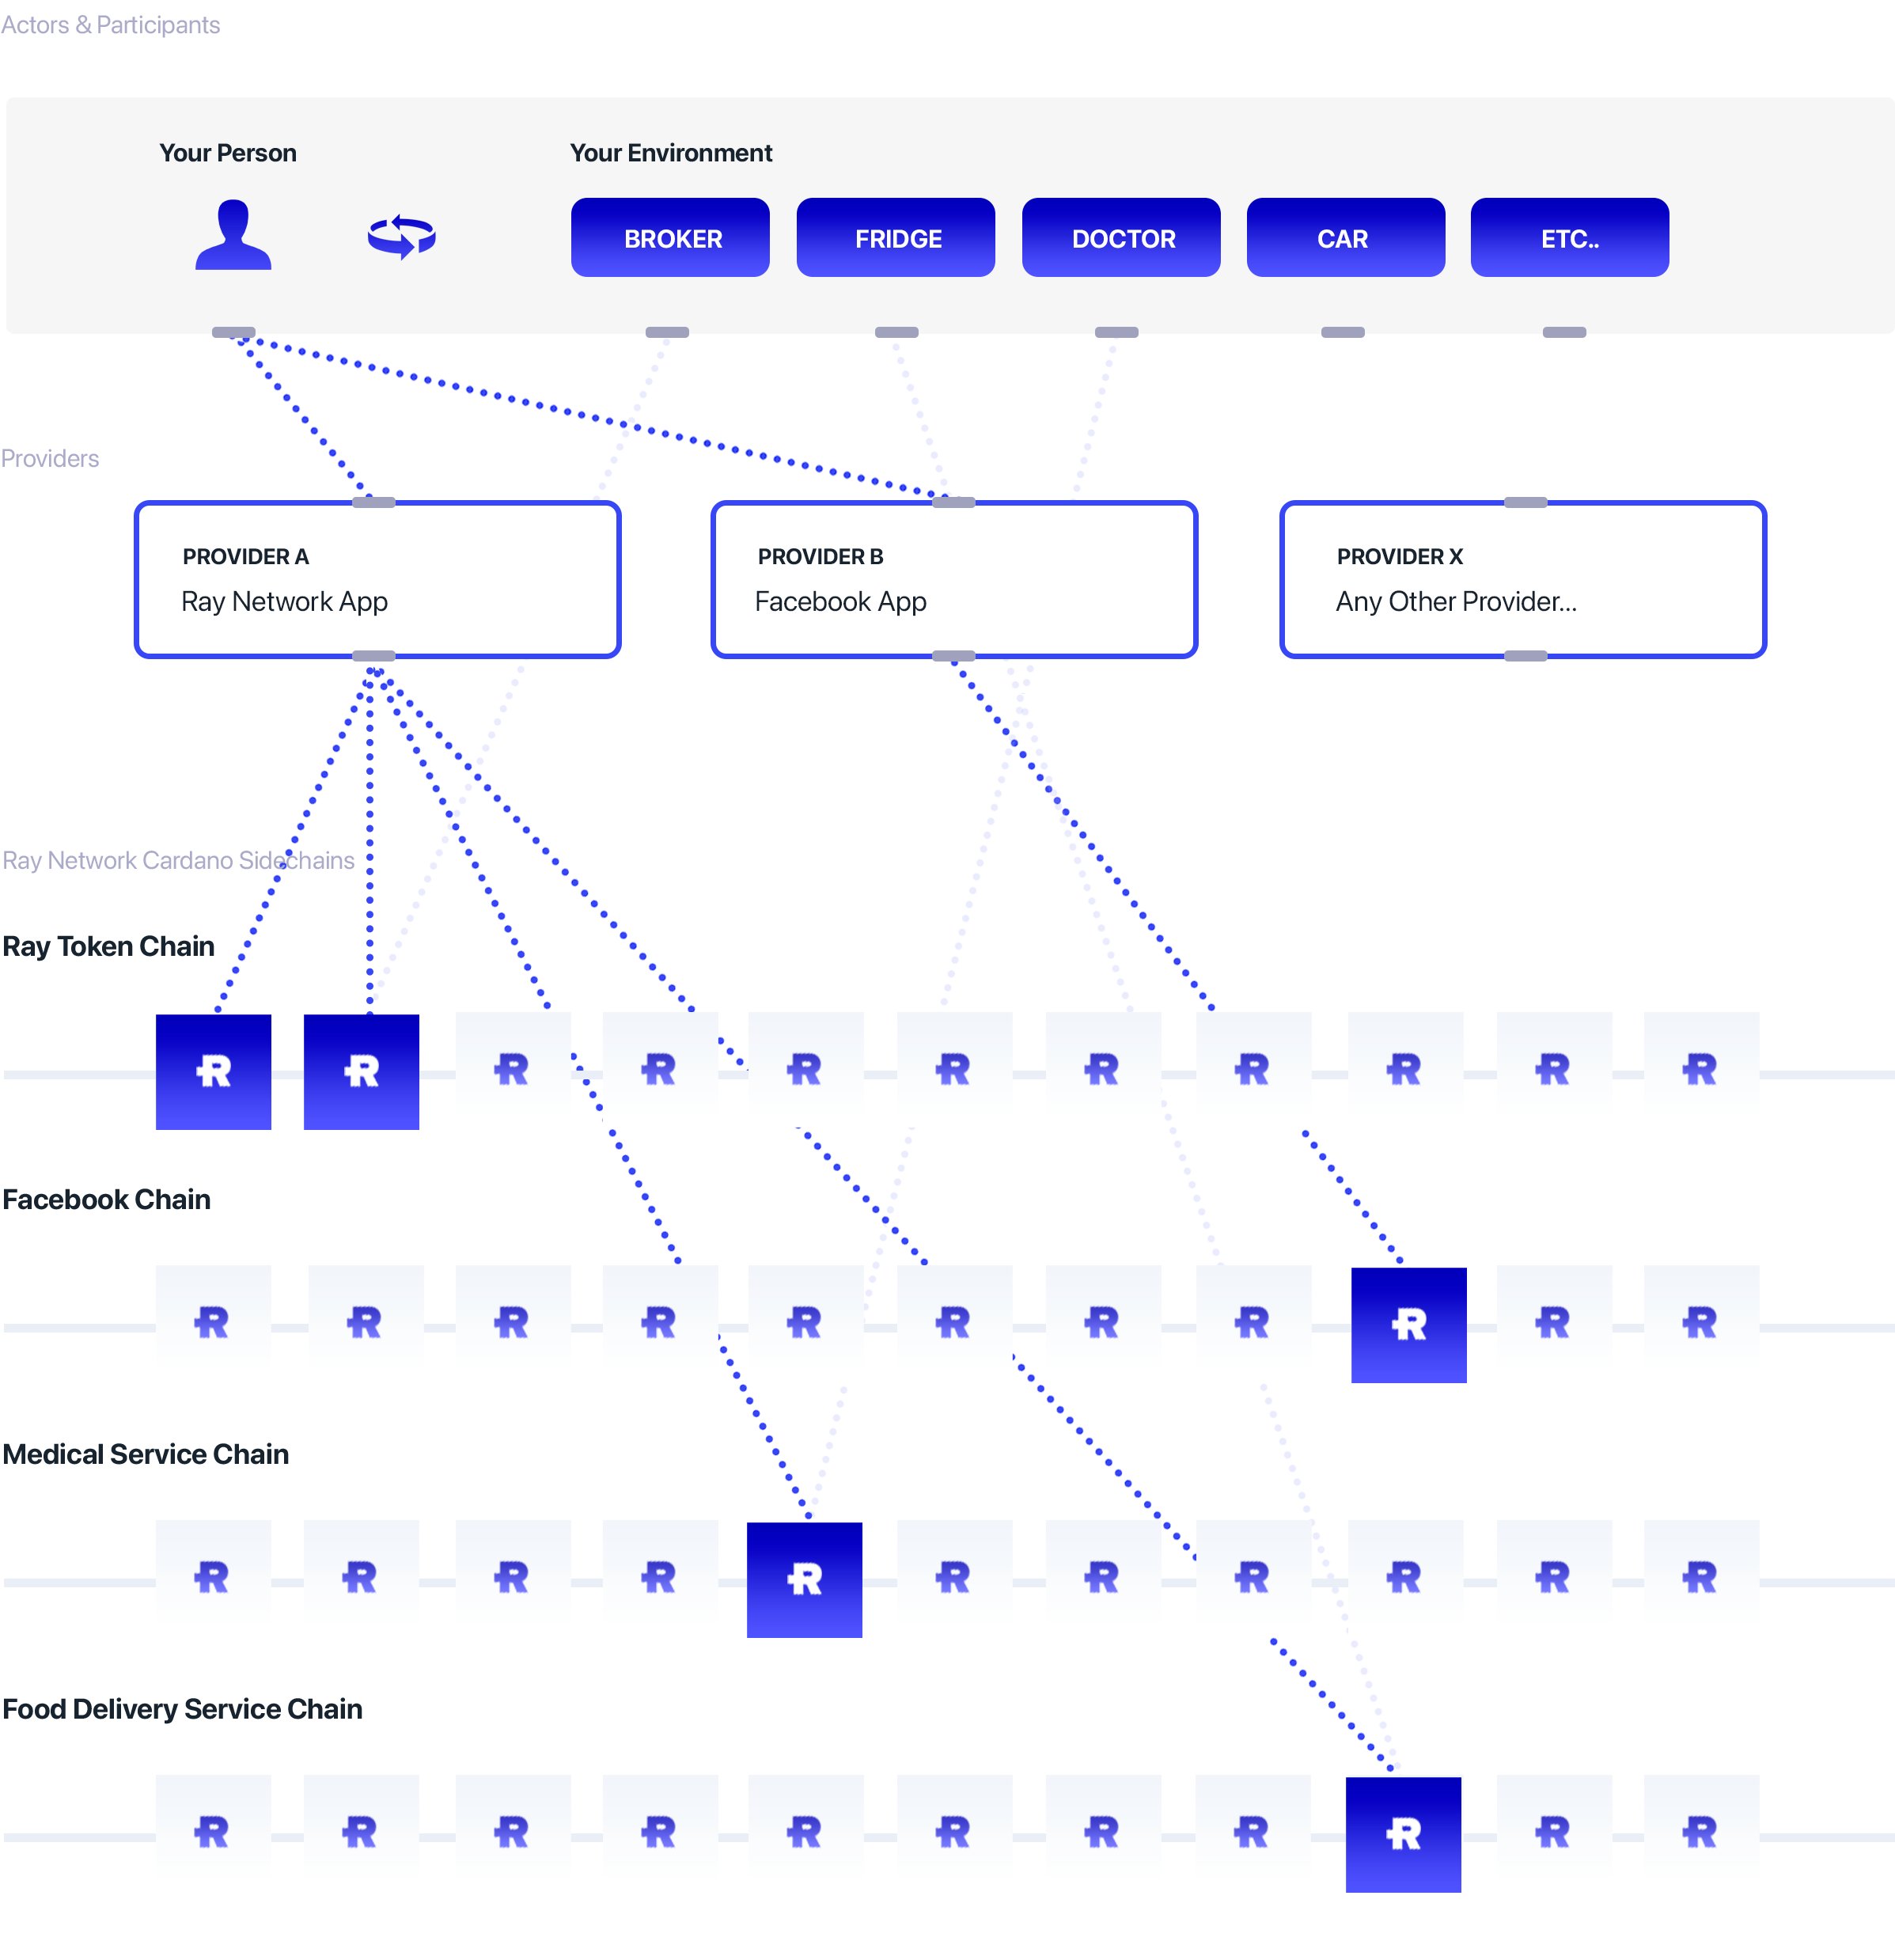 Actors & Participants
Your Person
Your Environment
BROKER
FRIDGE
DOCTOR
CAR
ETC..
Providers
PROVIDER A
Ray Network App
PROVIDER B
Facebook App
PROVIDER X
Any Other Provider...
Ray Network Cardano Sidechains
Ray Token Chain
R R R R R R R R R R R
Facebook Chain
R R R R R R R R R R R
Medical Service Chain
R R R R R R R R R R R
Food Delivery Service Chain
R R R R R R R R R R R